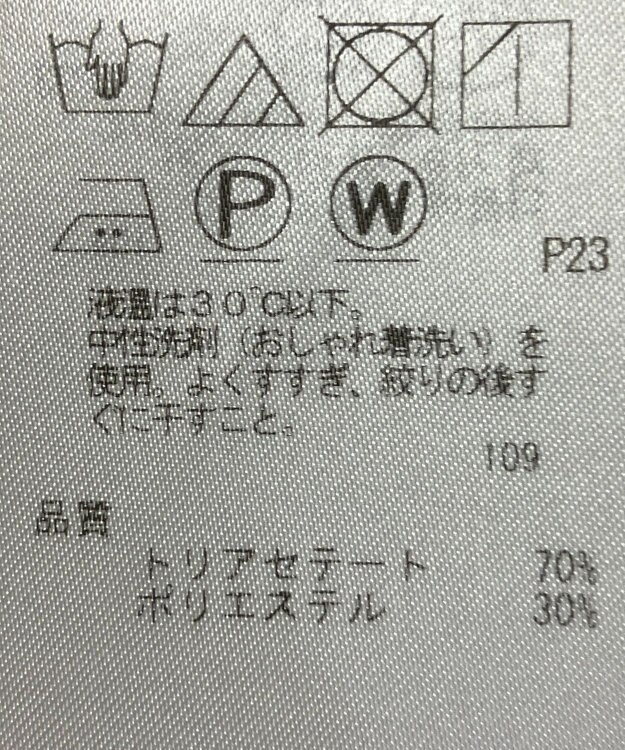 P
W
P23
液温は30℃以下。
中性洗剤(おしゃれ着洗い)を
使用。よくすすぎ、絞りの後す
ぐに干すこと。
109
品質
トリアセテート 70%
ポリエステル 30%